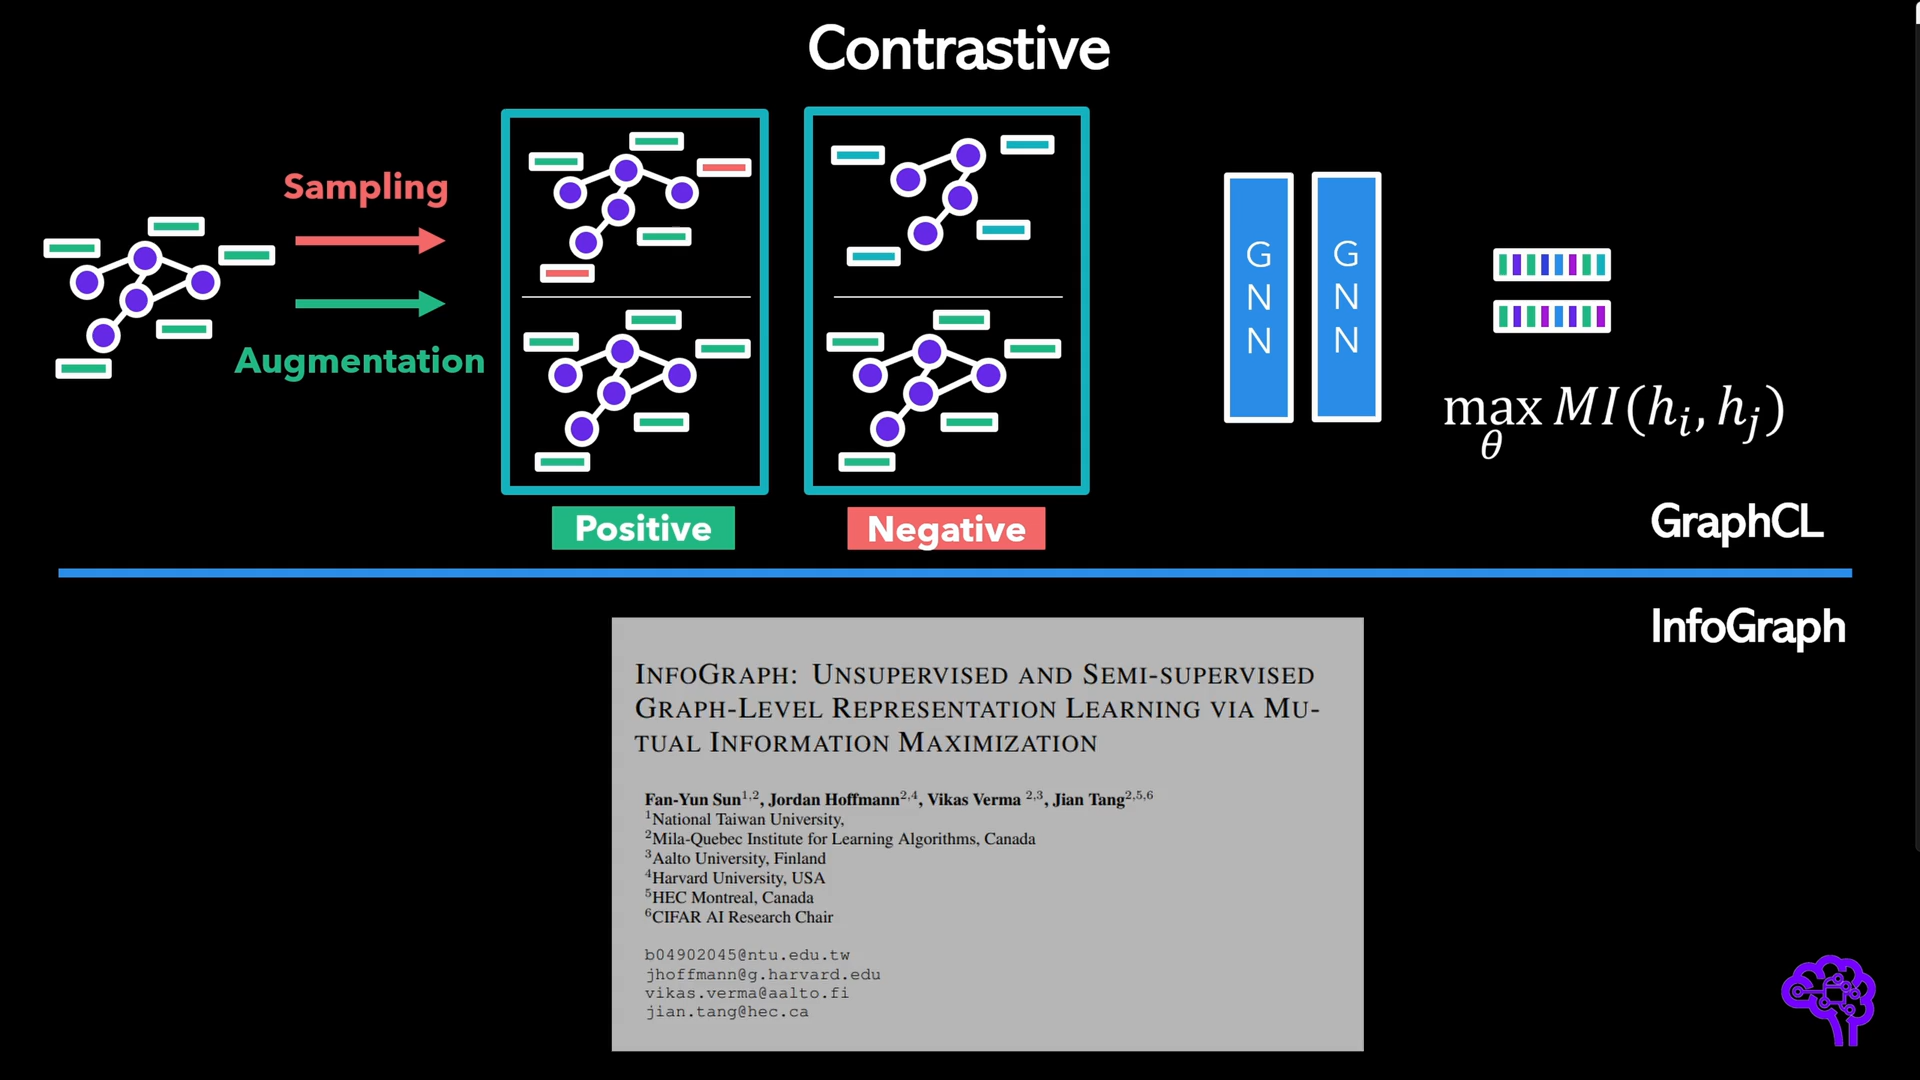 Contrastive
Sampling
Augmentation
Positive
Negative
G
N
N
G
N
N
max MI(h_i, h_j)
θ
GraphCL
InfoGraph
INFOGRAPH: UNSUPERVISED AND SEMI-SUPERVISED
GRAPH-LEVEL REPRESENTATION LEARNING VIA MU-
TUAL INFORMATION MAXIMIZATION
Fan-Yun Sun1,2, Jordan Hoffmann2,4, Vikas Verma 2,3, Jian Tang2,5,6
1National Taiwan University,
2Mila-Quebec Institute for Learning Algorithms, Canada
3Aalto University, Finland
4Harvard University, USA
5HEC Montreal, Canada
6CIFAR AI Research Chair
b04902045@ntu.edu.tw
jhoffmann@g.harvard.edu
vikas.verma@aalto.fi
jian.tang@hec.ca